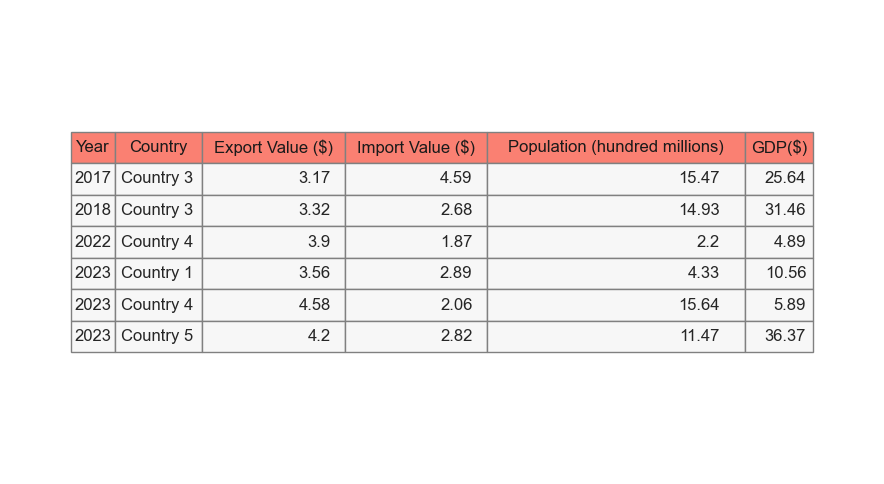 Year Country Export Value ($) Import Value ($) Population (hundred millions) GDP($)
2017 Country 3 3.17 4.59 15.47 25.64
2018 Country 3 3.32 2.68 14.93 31.46
2022 Country 4 3.9 1.87 2.2 4.89
2023 Country 1 3.56 2.89 4.33 10.56
2023 Country 4 4.58 2.06 15.64 5.89
2023 Country 5 4.2 2.82 11.47 36.37